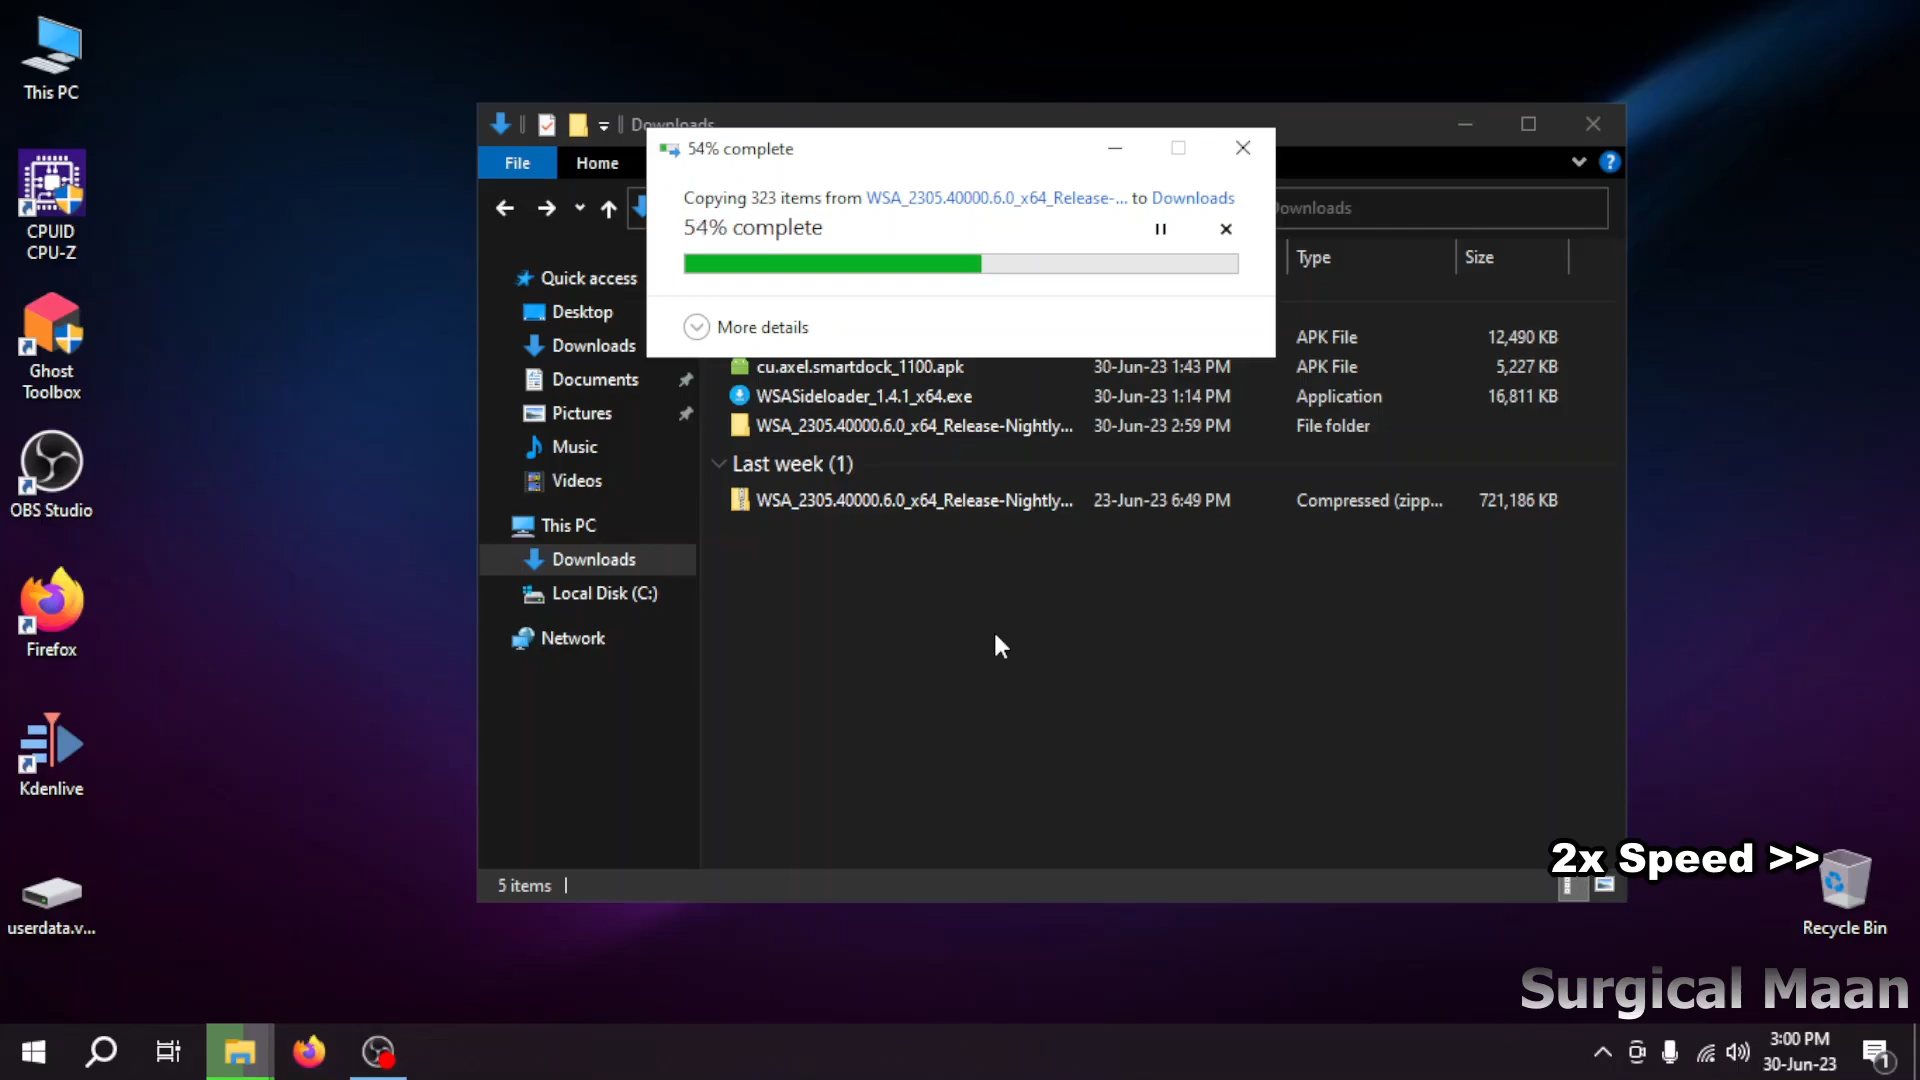 This PC
CPUID
CPU-Z
Ghost
Toolbox
OBS Studio
Firefox
Kdenlive
userdata.v...
Downloads
File
Home
54% complete
Copying 323 items from WSA_2305.40000.6.0_x64_Release-... to Downloads
54% complete
More details
Type
Size
Quick access
Desktop
Downloads
Documents
Pictures
Music
Videos
This PC
Downloads
Local Disk (C:)
Network
APK File 12,490 KB
cu.axel.smartdock_1100.apk 30-Jun-23 1:43 PM APK File 5,227 KB
WSASideloader_1.4.1_x64.exe 30-Jun-23 1:14 PM Application 16,811 KB
WSA_2305.40000.6.0_x64_Release-Nightly... 30-Jun-23 2:59 PM File folder
Last week (1)
WSA_2305.40000.6.0_x64_Release-Nightly... 23-Jun-23 6:49 PM Compressed (zipp... 721,186 KB
5 items
2x Speed >>
Recycle Bin
Surgical Maan
3:00 PM
30-Jun-23
1